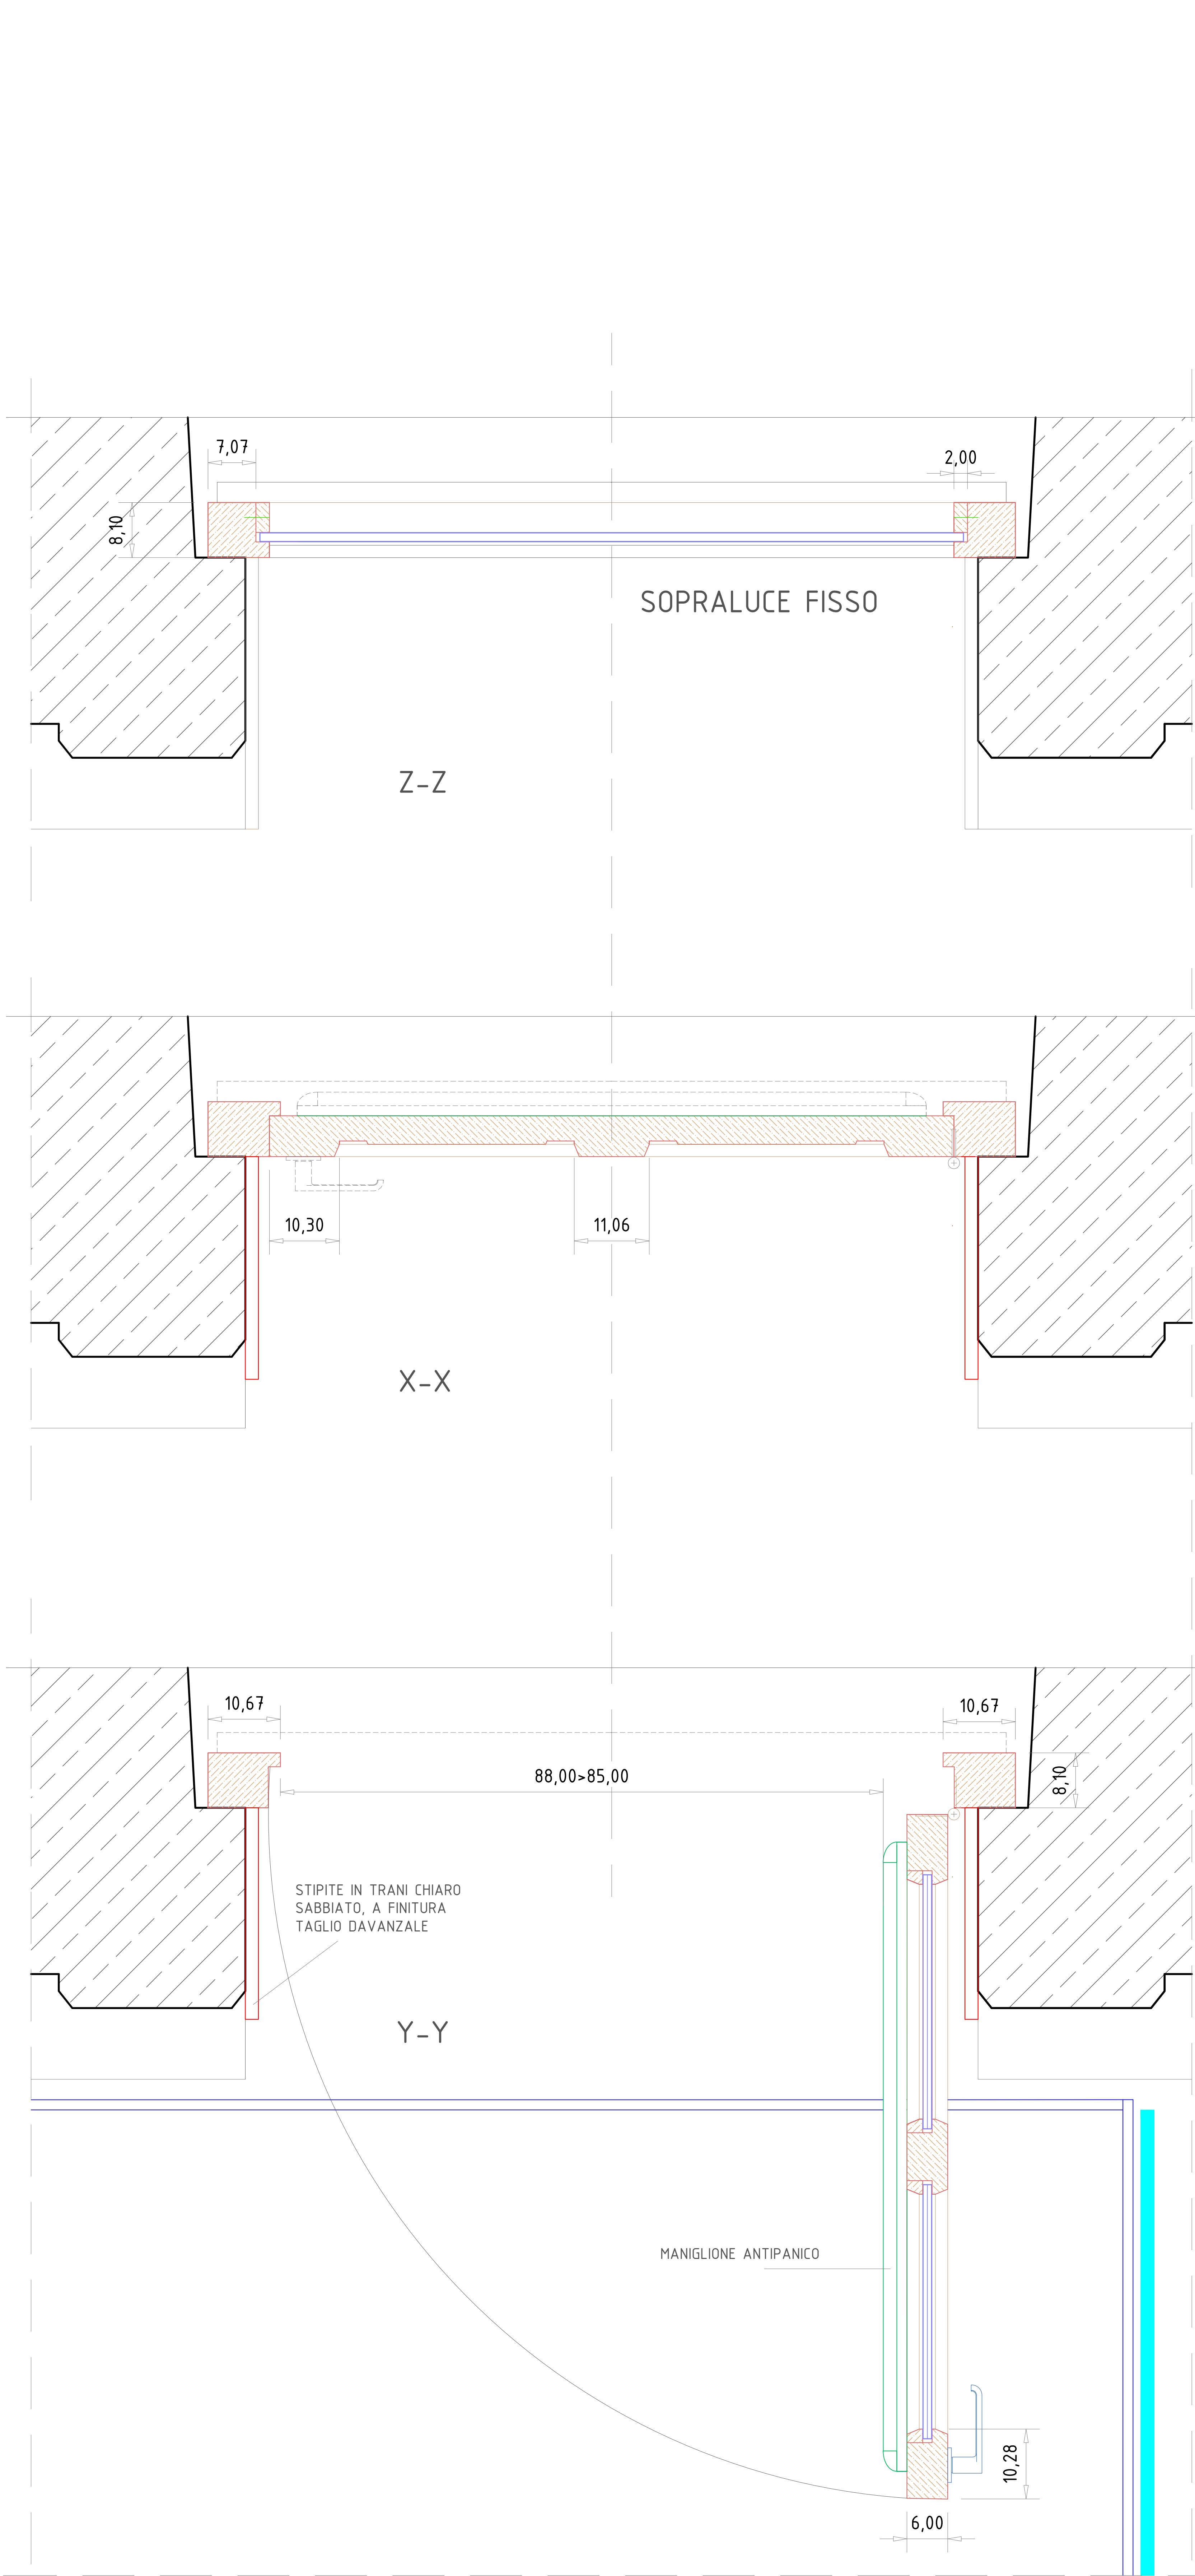 7,07
2,00
8,10
SOPRALUCE FISSO
Z-Z
10,30
11,06
X-X
10,67
10,67
88,00>85,00
8,10
STIPITE IN TRANI CHIARO
SABBIATO, A FINITURA
TAGLIO DAVANZALE
Y-Y
MANIGLIONE ANTIPANICO
10,28
6,00